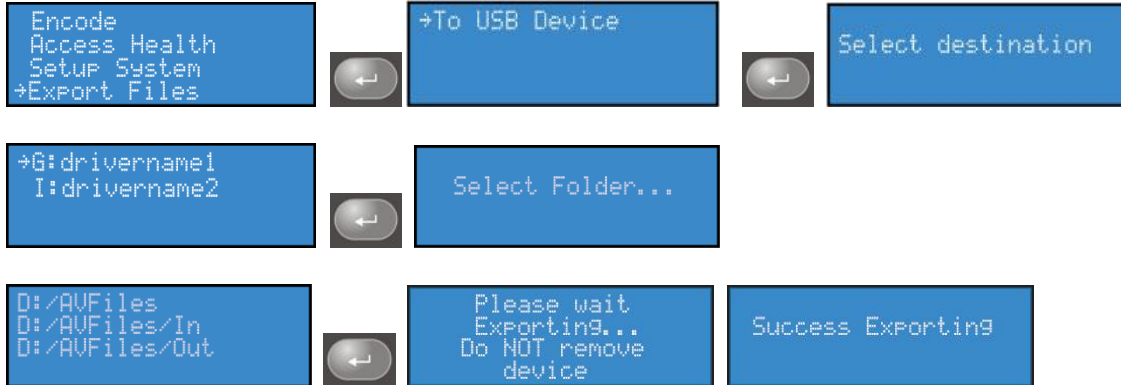 Encode
Access Health
Setup System
→Export Files
→To USB Device
Select destination
→G:drivername1
I:drivername2
Select Folder...
D:/AVFiles
D:/AVFiles/In
D:/AVFiles/Out
Please wait
Exporting...
Do NOT remove
device
Success Exporting